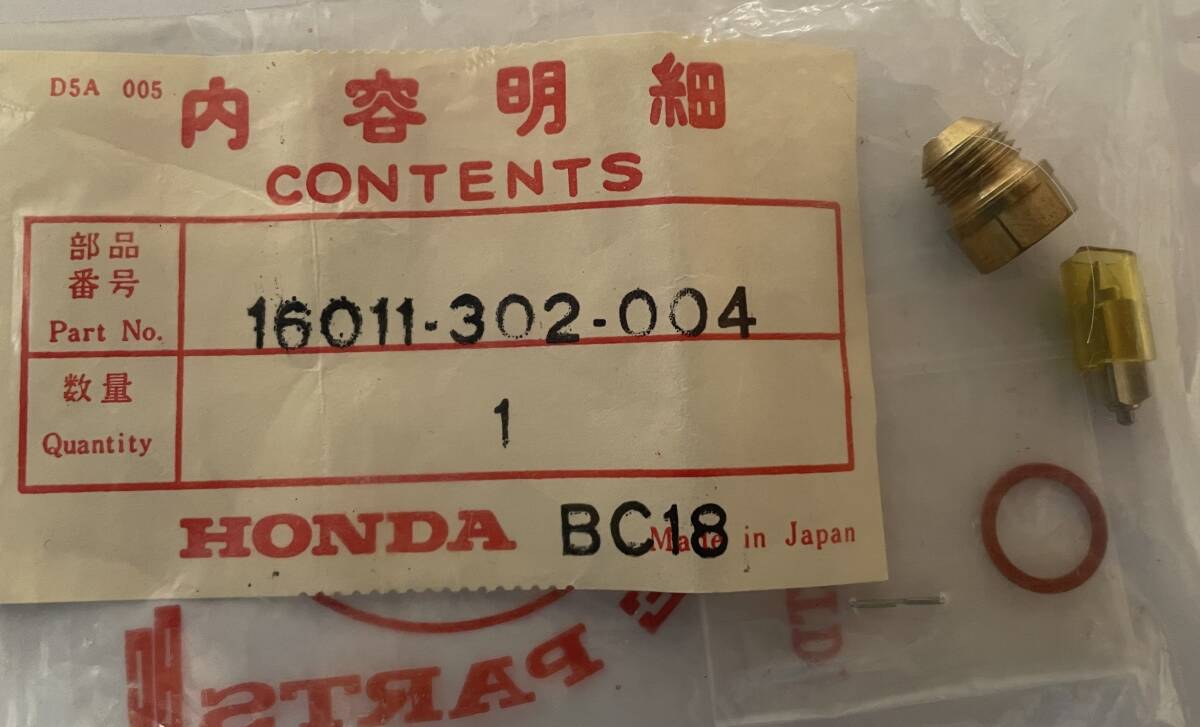 D5A 005
内容明細
CONTENTS
部品
番号
Part No.
16011-302-004
数量
Quantity
1
HONDA BC18 Made in Japan
PARTS